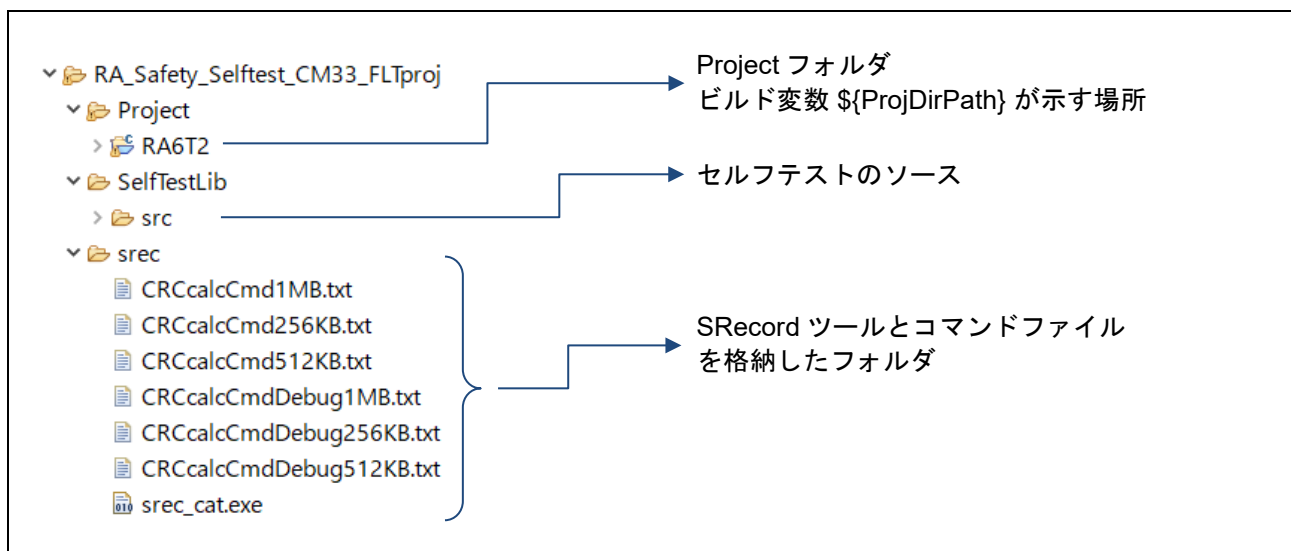 RA_Safety_Selftest_CM33_FLTproj
Project
RA6T2
SelfTestLib
src
srec
CRCcalcCmd1MB.txt
CRCcalcCmd256KB.txt
CRCcalcCmd512KB.txt
CRCcalcCmdDebug1MB.txt
CRCcalcCmdDebug256KB.txt
CRCcalcCmdDebug512KB.txt
srec_cat.exe
Project フォルダ
ビルド変数 ${ProjDirPath} が示す場所
セルフテストのソース
SRecord ツールとコマンドファイル
を格納したフォルダ